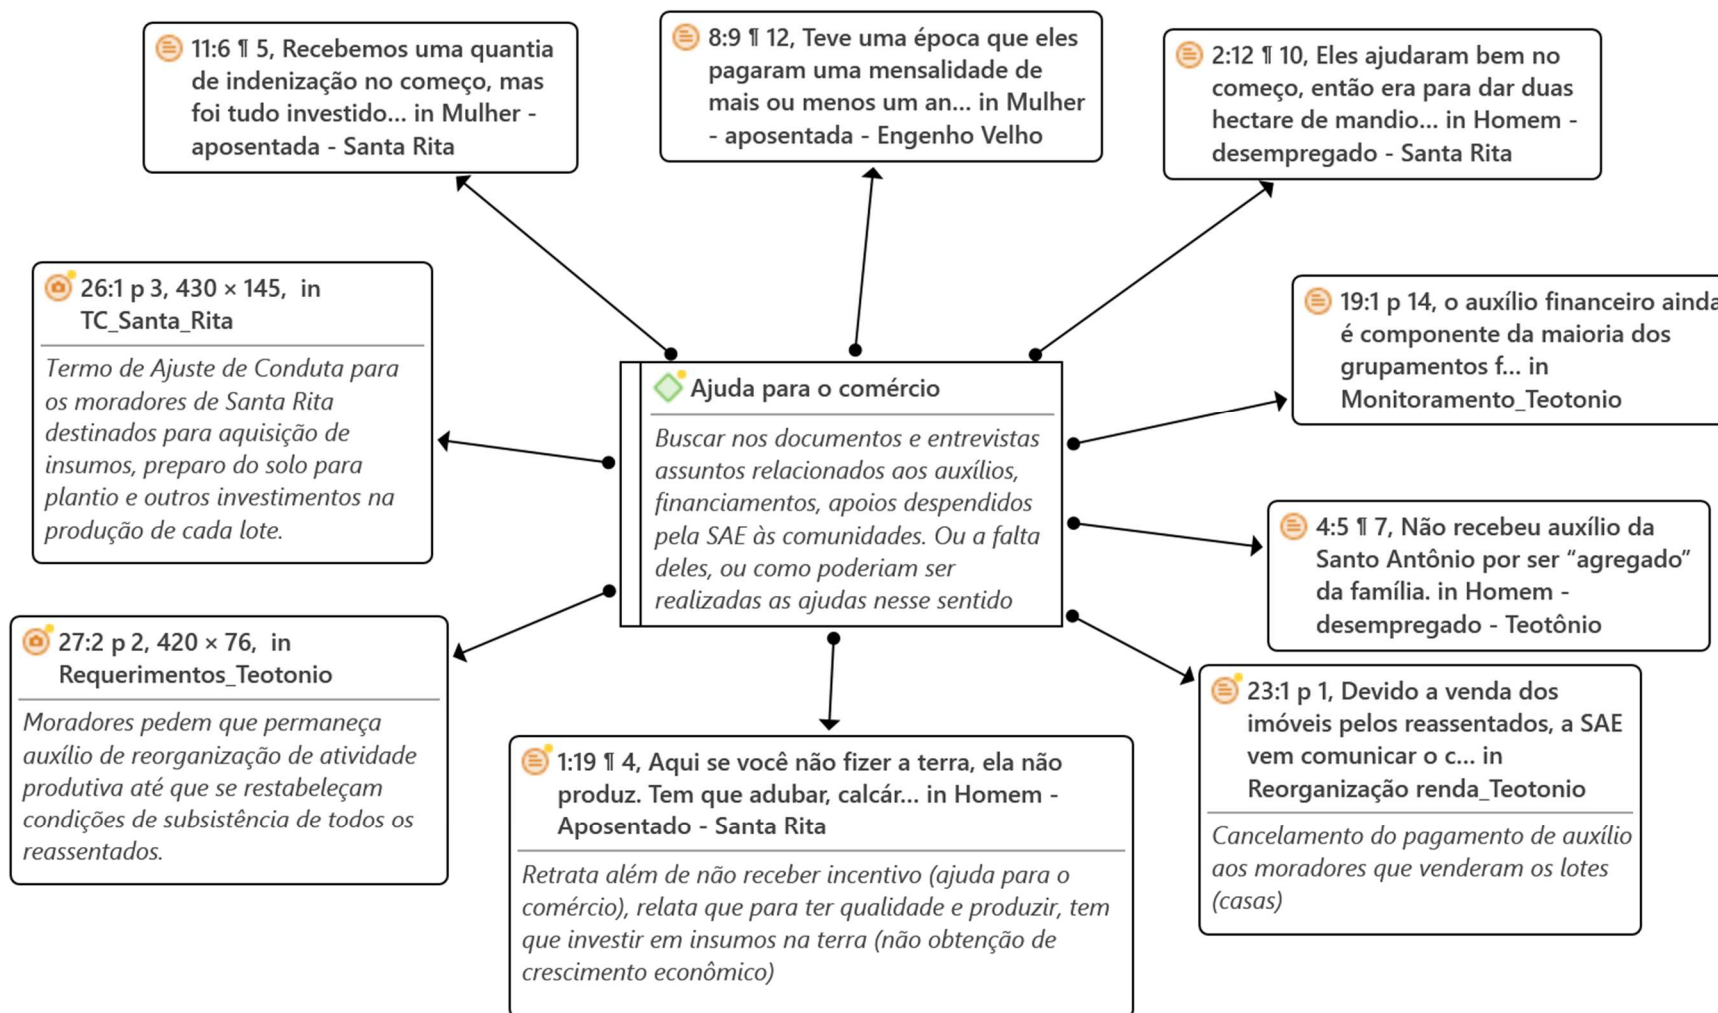 11:6 ¶ 5, Recebemos uma quantia
de indenização no começo, mas
foi tudo investido... in Mulher -
aposentada - Santa Rita
8:9 ¶ 12, Teve uma época que eles
pagaram uma mensalidade de
mais ou menos um an... in Mulher
- aposentada - Engenho Velho
2:12 ¶ 10, Eles ajudaram bem no
começo, então era para dar duas
hectare de mandio... in Homem -
desempregado - Santa Rita
26:1 p 3, 430 × 145, in
TC_Santa_Rita
Termo de Ajuste de Conduta para
os moradores de Santa Rita
destinados para aquisição de
insumos, preparo do solo para
plantio e outros investimentos na
produção de cada lote.
Ajuda para o comércio
Buscar nos documentos e entrevistas
assuntos relacionados aos auxílios,
financiamentos, apoios despendidos
pela SAE às comunidades. Ou a falta
deles, ou como poderiam ser
realizadas as ajudas nesse sentido
19:1 p 14, o auxílio financeiro ainda
é componente da maioria dos
grupamentos f... in
Monitoramento_Teotonio
4:5 ¶ 7, Não recebeu auxílio da
Santo Antônio por ser “agregado”
da família. in Homem -
desempregado - Teotônio
27:2 p 2, 420 × 76, in
Requerimentos_Teotonio
Moradores pedem que permaneça
auxílio de reorganização de atividade
produtiva até que se restabeleçam
condições de subsistência de todos os
reassentados.
1:19 ¶ 4, Aqui se você não fizer a terra, ela não
produz. Tem que adubar, calcár... in Homem -
Aposentado - Santa Rita
Retrata além de não receber incentivo (ajuda para o
comércio), relata que para ter qualidade e produzir, tem
que investir em insumos na terra (não obtenção de
crescimento econômico)
23:1 p 1, Devido a venda dos
imóveis pelos reassentados, a SAE
vem comunicar o c... in
Reorganização renda_Teotonio
Cancelamento do pagamento de auxílio
aos moradores que venderam os lotes
(casas)